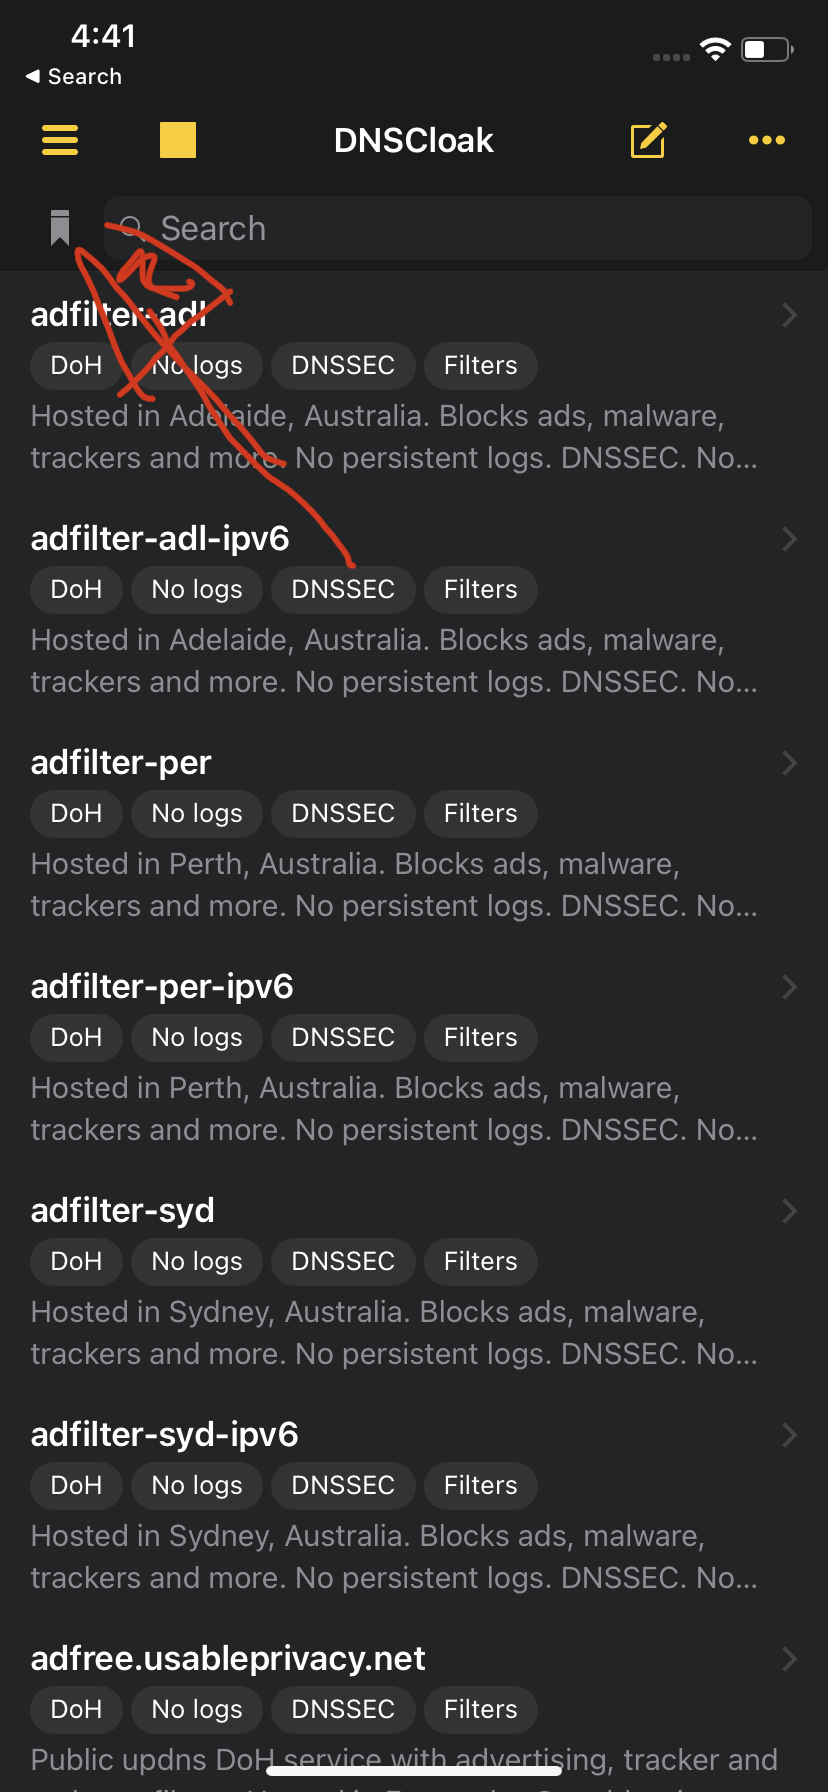 4:41
Search
DNSCloak
Search
adfilter-adl
DoH No logs DNSSEC Filters
Hosted in Adelaide, Australia. Blocks ads, malware,
trackers and more. No persistent logs. DNSSEC. No...
adfilter-adl-ipv6
DoH No logs DNSSEC Filters
Hosted in Adelaide, Australia. Blocks ads, malware,
trackers and more. No persistent logs. DNSSEC. No...
adfilter-per
DoH No logs DNSSEC Filters
Hosted in Perth, Australia. Blocks ads, malware,
trackers and more. No persistent logs. DNSSEC. No...
adfilter-per-ipv6
DoH No logs DNSSEC Filters
Hosted in Perth, Australia. Blocks ads, malware,
trackers and more. No persistent logs. DNSSEC. No...
adfilter-syd
DoH No logs DNSSEC Filters
Hosted in Sydney, Australia. Blocks ads, malware,
trackers and more. No persistent logs. DNSSEC. No...
adfilter-syd-ipv6
DoH No logs DNSSEC Filters
Hosted in Sydney, Australia. Blocks ads, malware,
trackers and more. No persistent logs. DNSSEC. No...
adfree.usableprivacy.net
DoH No logs DNSSEC Filters
Public updns DoH service with advertising, tracker and